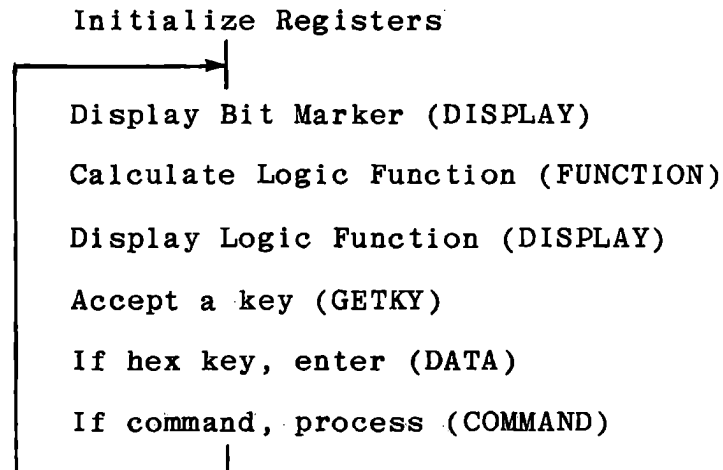 Initialize Registers
Display Bit Marker (DISPLAY)
Calculate Logic Function (FUNCTION)
Display Logic Function (DISPLAY)
Accept a key (GETKY)
If hex key, enter (DATA)
If command, process (COMMAND)